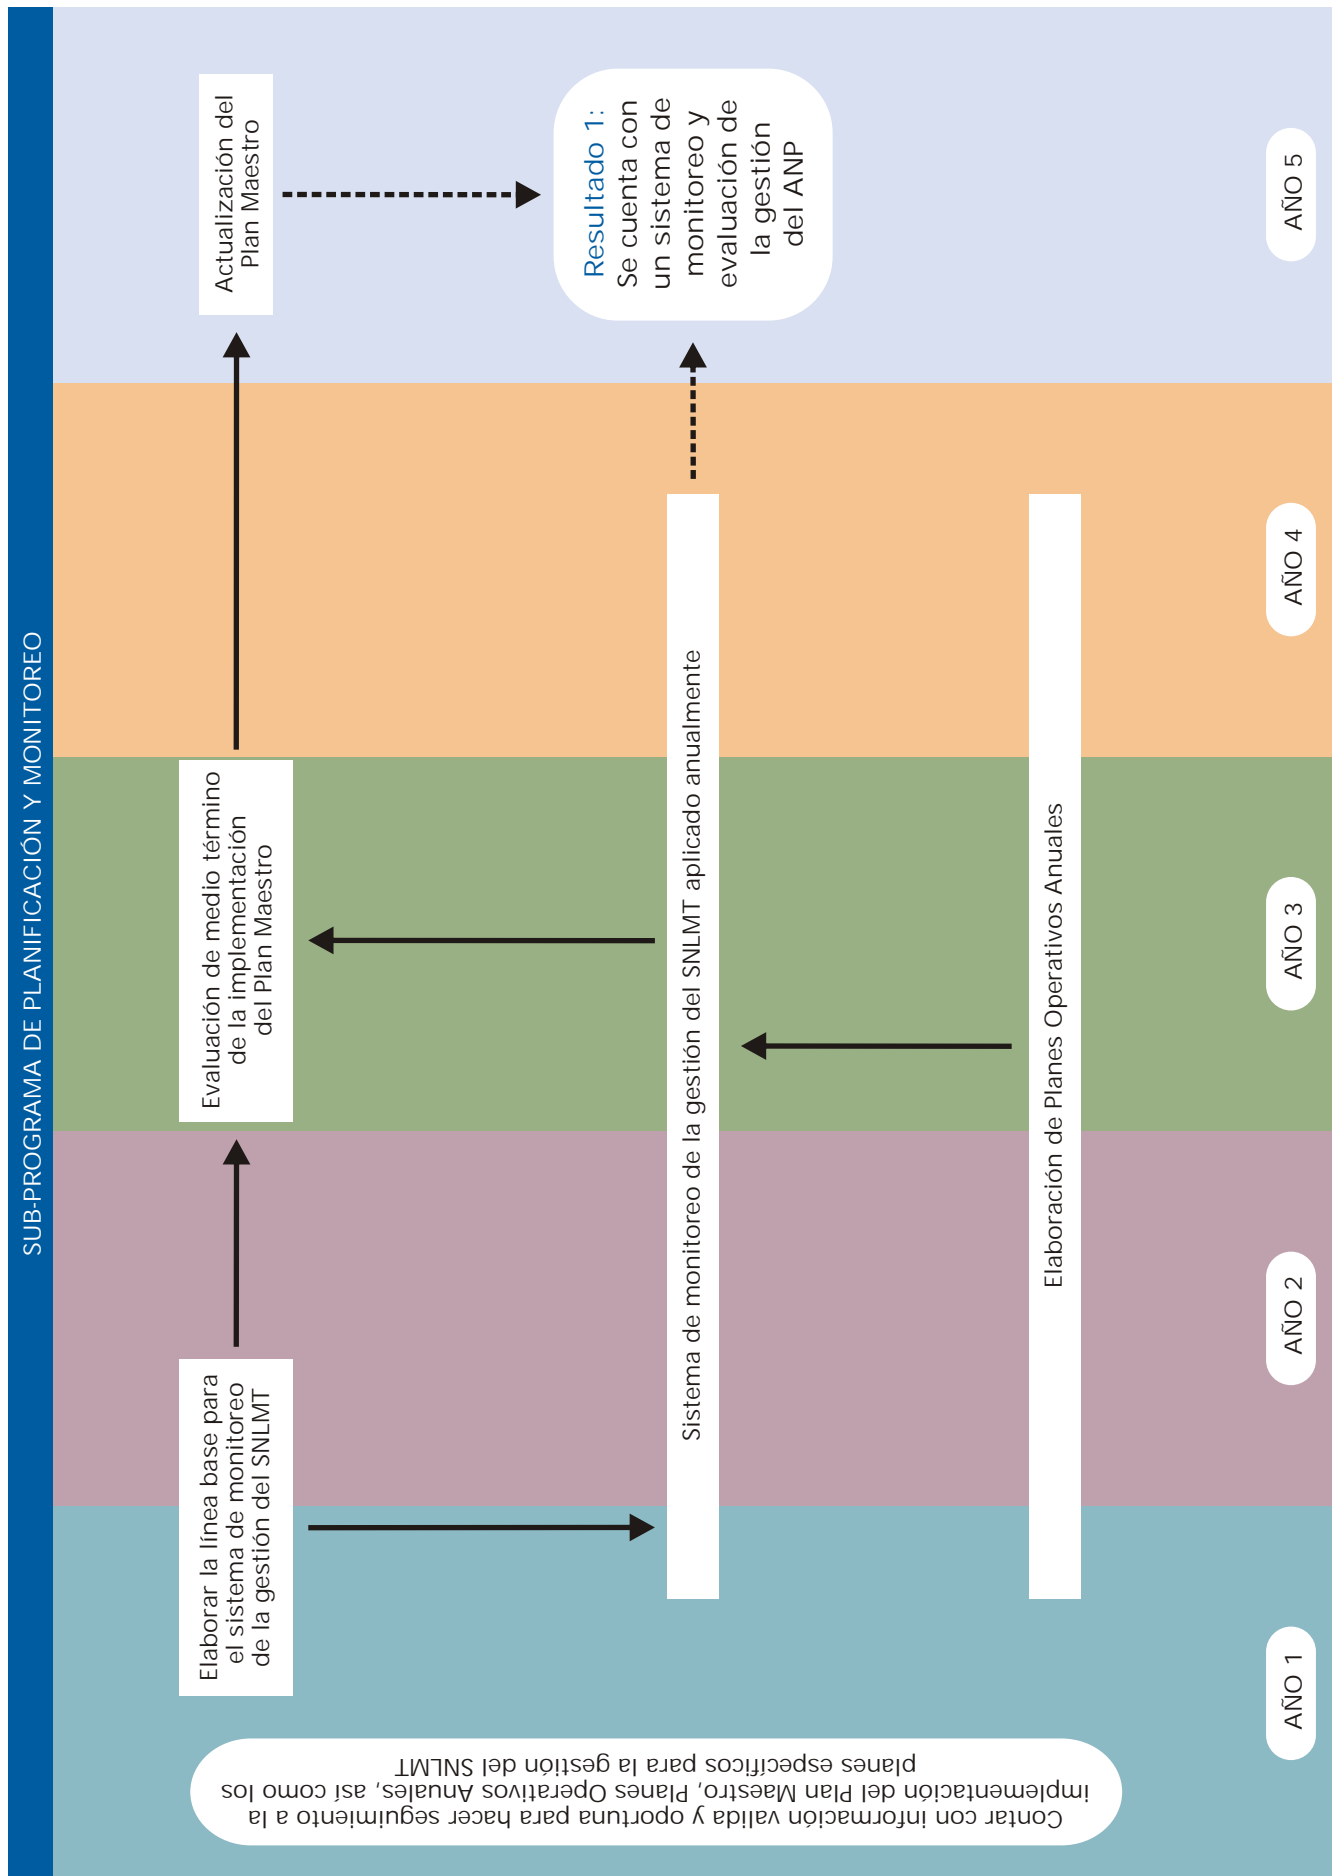 SUB-PROGRAMA DE PLANIFICACIÓN Y MONITOREO
Contar con información valida y oportuna para hacer seguimiento a la
implementación del Plan Maestro, Planes Operativos Anuales, así como los
planes específicos para la gestión del SNLMT
Elaborar la línea base para
el sistema de monitoreo
de la gestión del SNLMT
Evaluación de medio término
de la implementación
del Plan Maestro
Actualización del
Plan Maestro
Sistema de monitoreo de la gestión del SNLMT aplicado anualmente
Resultado 1:
Se cuenta con
un sistema de
monitoreo y
evaluación de
la gestión
del ANP
Elaboración de Planes Operativos Anuales
AÑO 1
AÑO 2
AÑO 3
AÑO 4
AÑO 5